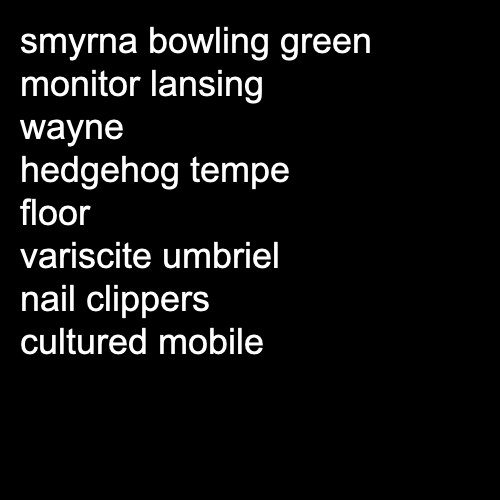 smyrna bowling green
monitor lansing
wayne
hedgehog tempe
floor
variscite umbriel
nail clippers
cultured mobile